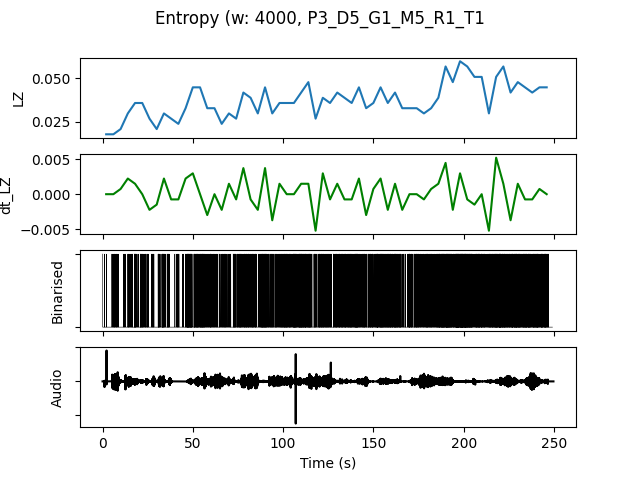 Entropy (w: 4000, P3_D5_G1_M5_R1_T1
LZ
0.050
0.025
dt_LZ
0.005
0.000
−0.005
Binarised
Audio
0 50 100 150 200 250
Time (s)